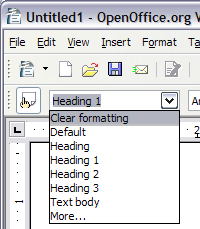 Untitled1 - OpenOffice.org V
File Edit View Insert Format Ta
Heading 1
Clear formatting
Default
Heading
Heading 1
Heading 2
Heading 3
Text body
More...